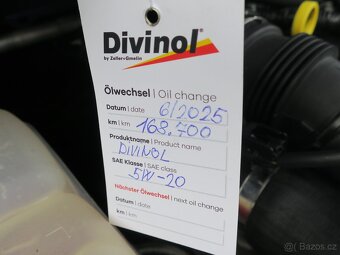 Divinol
by Zeller+Gmelin
Ölwechsel | Oil change
Datum | date 6/2025
km | km 168.700
Produktname | Product name
DIVINOL
SAE Klasse | SAE class
5W-20
Nächster Ölwechsel | next oil change
Datum | date
km | km
Bazos.cz